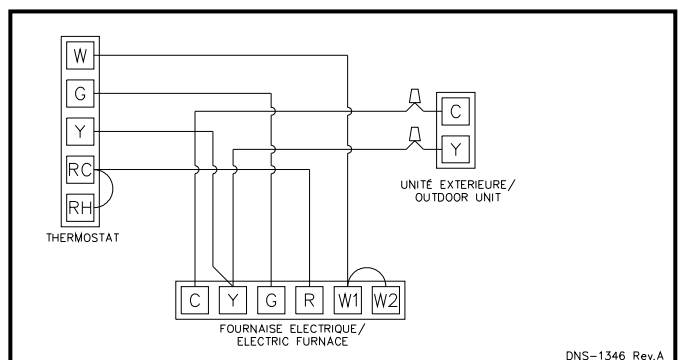 W
G
Y
RC
RH
THERMOSTAT
C
Y
UNITÉ EXTERIEURE/
OUTDOOR UNIT
C Y G R W1 W2
FOURNAISE ELECTRIQUE/
ELECTRIC FURNACE
DNS-1346 Rev.A